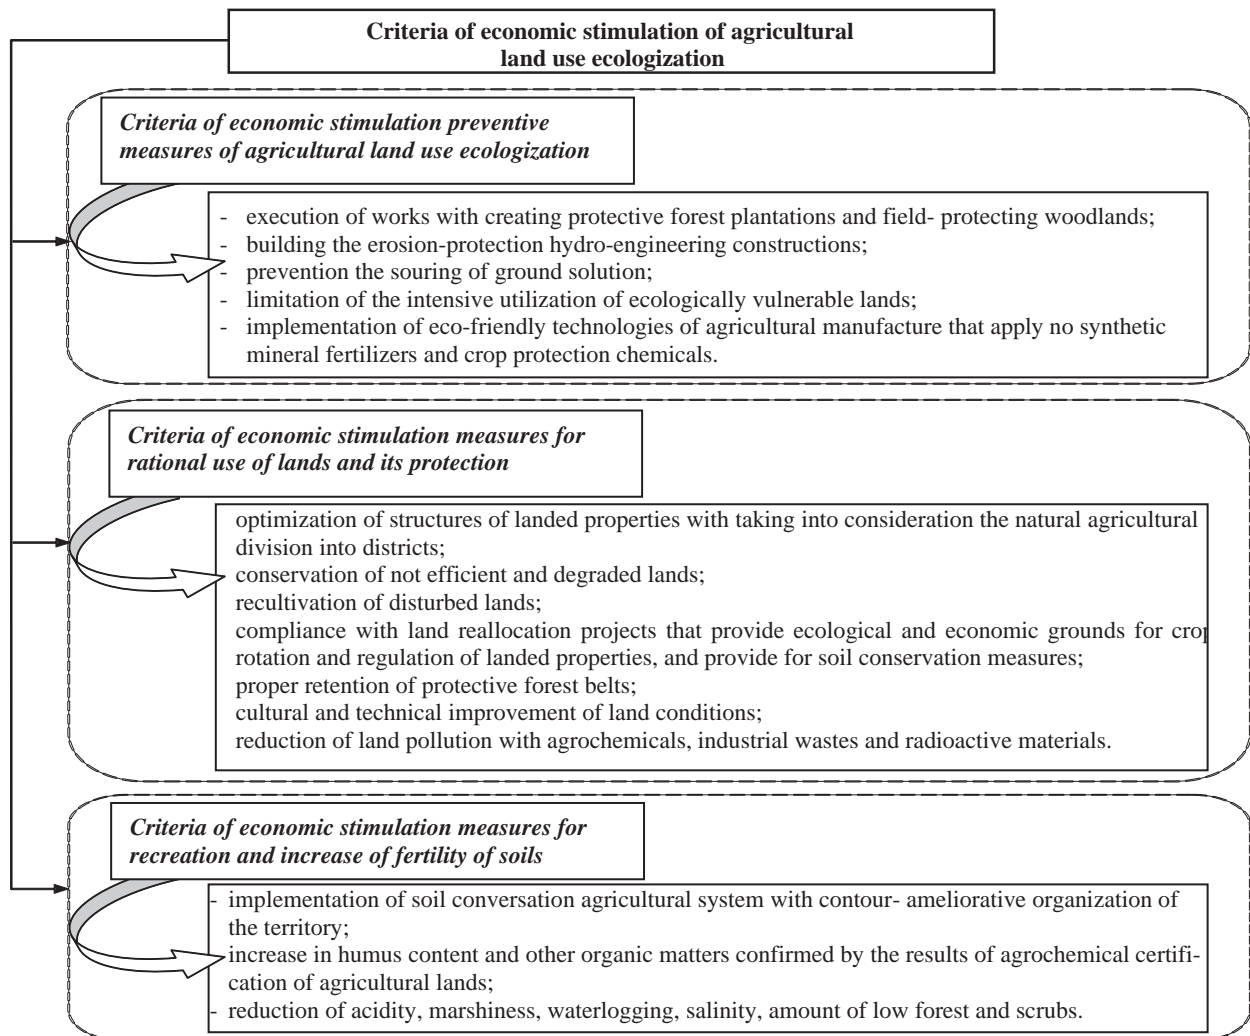 Criteria of economic stimulation of agricultural
land use ecologization
Criteria of economic stimulation preventive
measures of agricultural land use ecologization
- execution of works with creating protective forest plantations and field- protecting woodlands;
- building the erosion-protection hydro-engineering constructions;
- prevention the souring of ground solution;
- limitation of the intensive utilization of ecologically vulnerable lands;
- implementation of eco-friendly technologies of agricultural manufacture that apply no synthetic
mineral fertilizers and crop protection chemicals.
Criteria of economic stimulation measures for
rational use of lands and its protection
optimization of structures of landed properties with taking into consideration the natural agricultural
division into districts;
conservation of not efficient and degraded lands;
recultivation of disturbed lands;
compliance with land reallocation projects that provide ecological and economic grounds for crop
rotation and regulation of landed properties, and provide for soil conservation measures;
proper retention of protective forest belts;
cultural and technical improvement of land conditions;
reduction of land pollution with agrochemicals, industrial wastes and radioactive materials.
Criteria of economic stimulation measures for
recreation and increase of fertility of soils
- implementation of soil conversation agricultural system with contour- ameliorative organization of
the territory;
- increase in humus content and other organic matters confirmed by the results of agrochemical certifi-
cation of agricultural lands;
- reduction of acidity, marshiness, waterlogging, salinity, amount of low forest and scrubs.